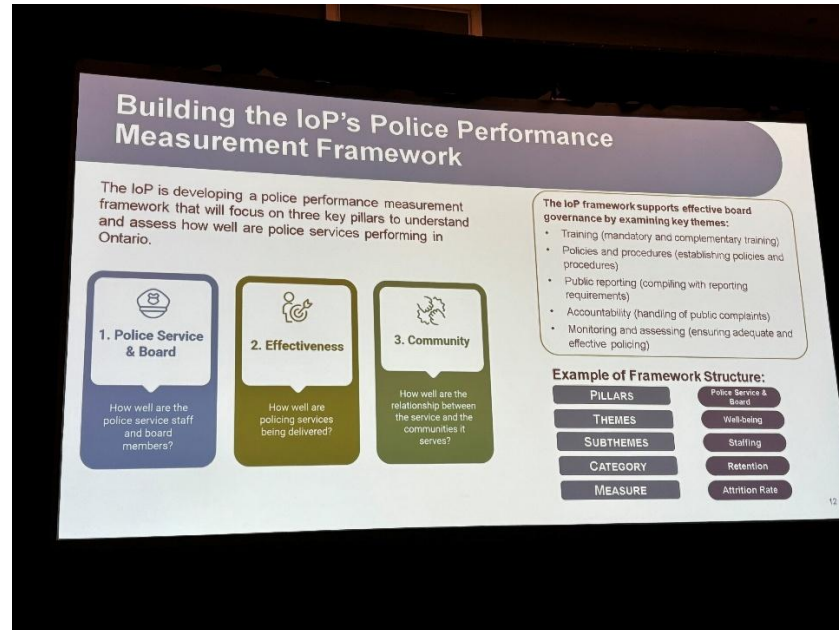 Building the IoP's Police Performance
Measurement Framework
The IoP is developing a police performance measurement
framework that will focus on three key pillars to understand
and assess how well are police services performing in
Ontario.
1. Police Service
& Board
How well are the
police service staff
and board
members?
2. Effectiveness
How well are
policing services
being delivered?
3. Community
How well are the
relationship between
the service and the
communities it
serves?
The IoP framework supports effective board
governance by examining key themes:
• Training (mandatory and complementary training)
• Policies and procedures (establishing policies and
procedures)
• Public reporting (compiling with reporting
requirements)
• Accountability (handling of public complaints)
• Monitoring and assessing (ensuring adequate and
effective policing)
Example of Framework Structure:
PILLARS
Police Service &
Board
THEMES
Well-being
SUBTHEMES
Staffing
CATEGORY
Retention
MEASURE
Attrition Rate
12